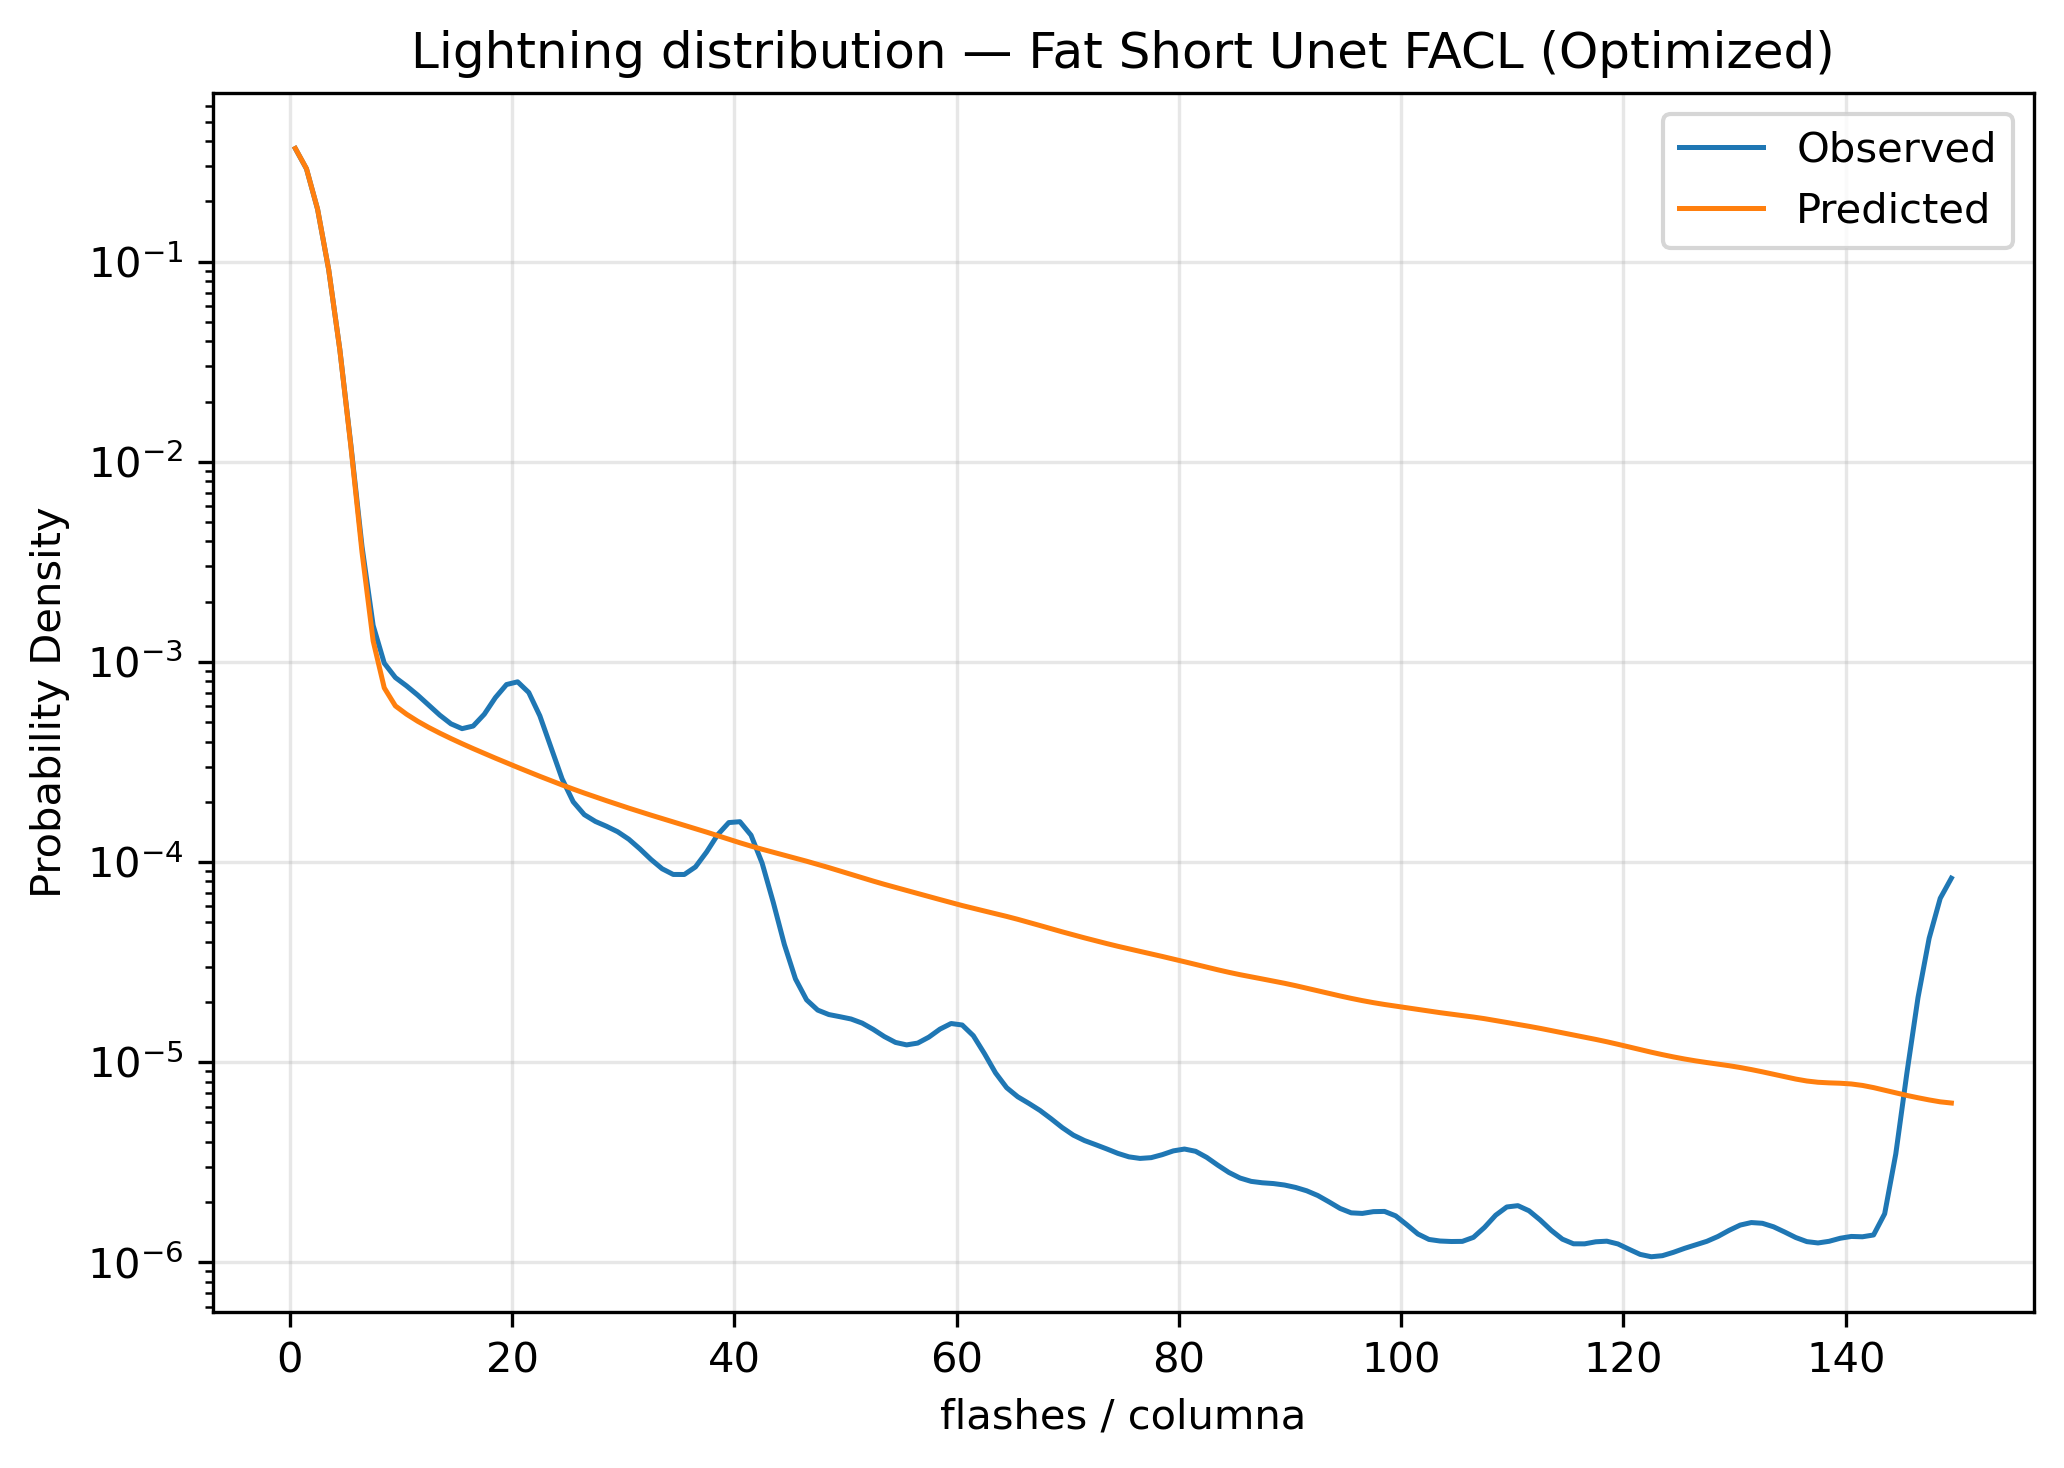 Lightning distribution — Fat Short Unet FACL (Optimized)
Observed
Predicted
Probability Density
10⁻¹
10⁻²
10⁻³
10⁻⁴
10⁻⁵
10⁻⁶
0 20 40 60 80 100 120 140
flashes / columna